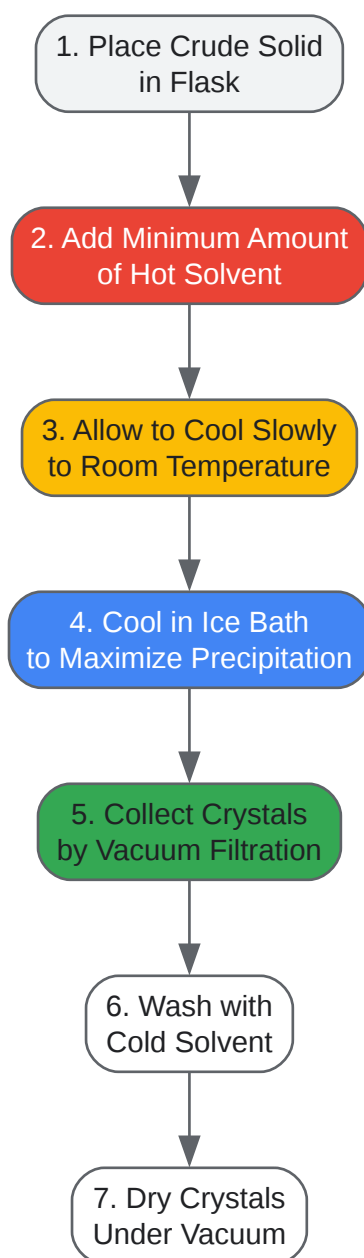 1. Place Crude Solid
in Flask
2. Add Minimum Amount
of Hot Solvent
3. Allow to Cool Slowly
to Room Temperature
4. Cool in Ice Bath
to Maximize Precipitation
5. Collect Crystals
by Vacuum Filtration
6. Wash with
Cold Solvent
7. Dry Crystals
Under Vacuum